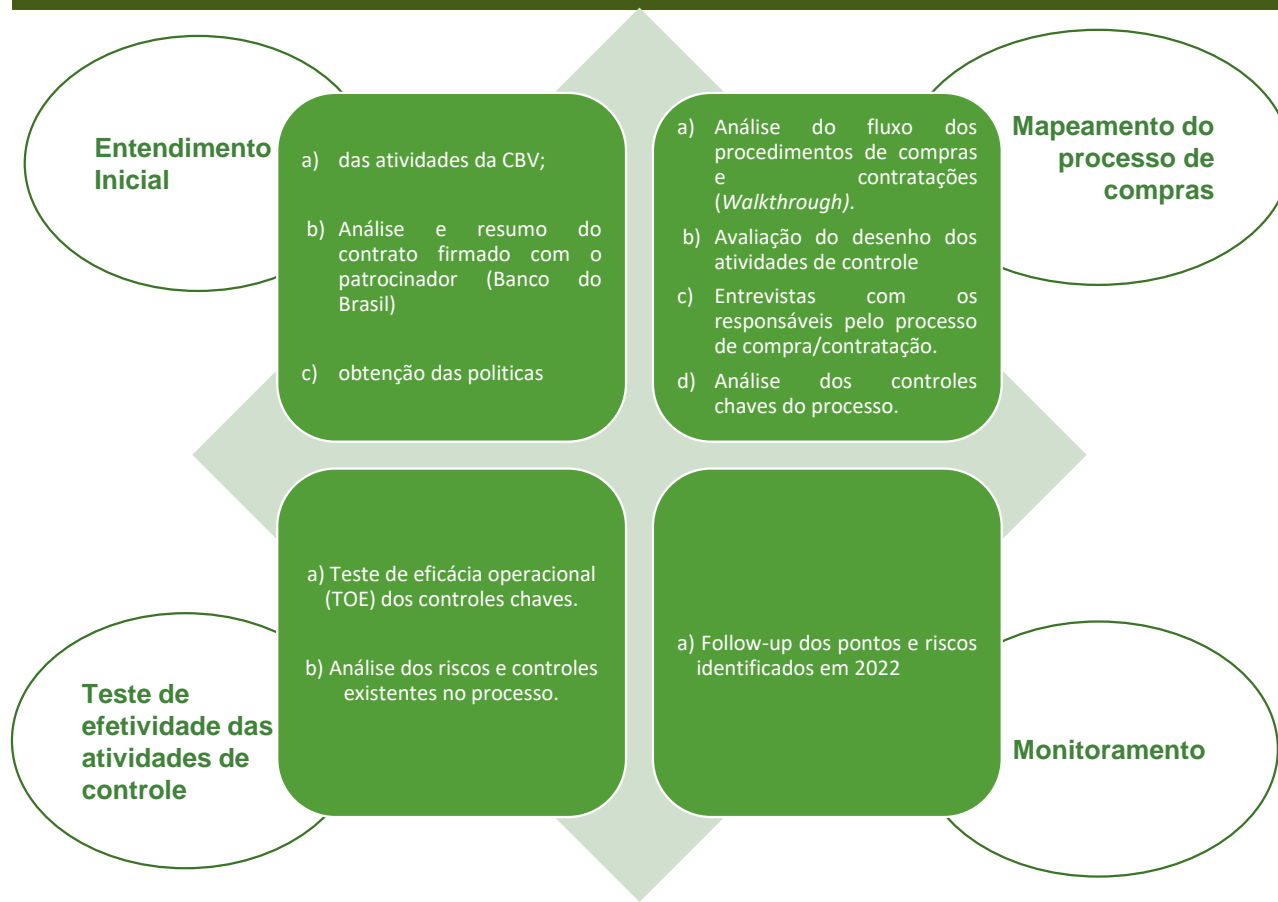 Entendimento
Inicial
a) das atividades da CBV;
b) Análise e resumo do
contrato firmado com o
patrocinador (Banco do
Brasil)
c) obtenção das politicas
a) Análise do fluxo dos
procedimentos de compras
e contratações
(Walkthrough).
b) Avaliação do desenho dos
atividades de controle
c) Entrevistas com os
responsáveis pelo processo
de compra/contratação.
d) Análise dos controles
chaves do processo.
Mapeamento do
processo de
compras
Teste de
efetividade das
atividades de
controle
a) Teste de eficácia operacional
(TOE) dos controles chaves.
b) Análise dos riscos e controles
existentes no processo.
a) Follow-up dos pontos e riscos
identificados em 2022
Monitoramento